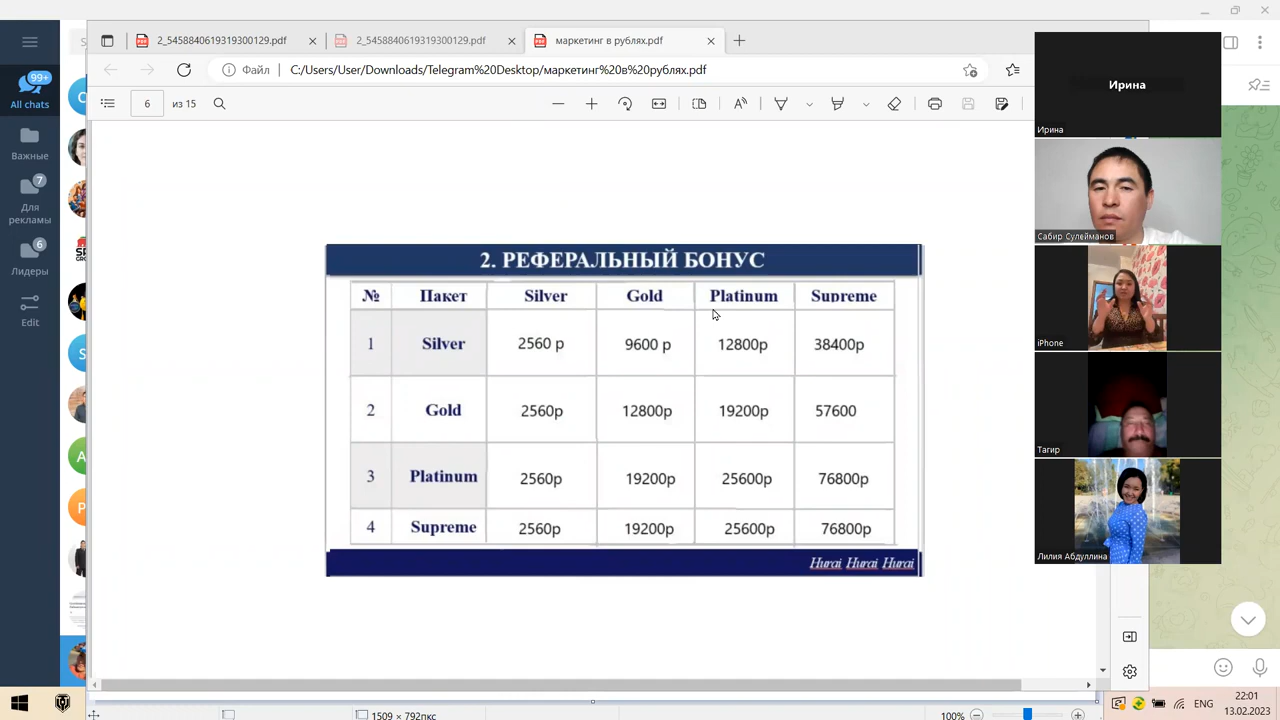 2_5458840619319300129.pdf
2_5458840619319300129.pdf
маркетинг в рублях.pdf
Файл
C:/Users/User/Downloads/Telegram%20Desktop/маркетинг%20в%20рублях.pdf
6 из 15
99+
All chats
Важные
7
Для рекламы
6
Лидеры
Edit
2. РЕФЕРАЛЬНЫЙ БОНУС
№ Пакет Silver Gold Platinum Supreme
1 Silver 2560 р 9600 р 12800р 38400р
2 Gold 2560р 12800р 19200р 57600
3 Platinum 2560р 19200р 25600р 76800р
4 Supreme 2560р 19200р 25600р 76800р
Hurai Hurai Hurai
Ирина
Ирина
Сабир Сулейманов
iPhone
Тагир
Лилия Абдуллина
1509 × 792пкс
100%
ENG
22:01
13.02.2023